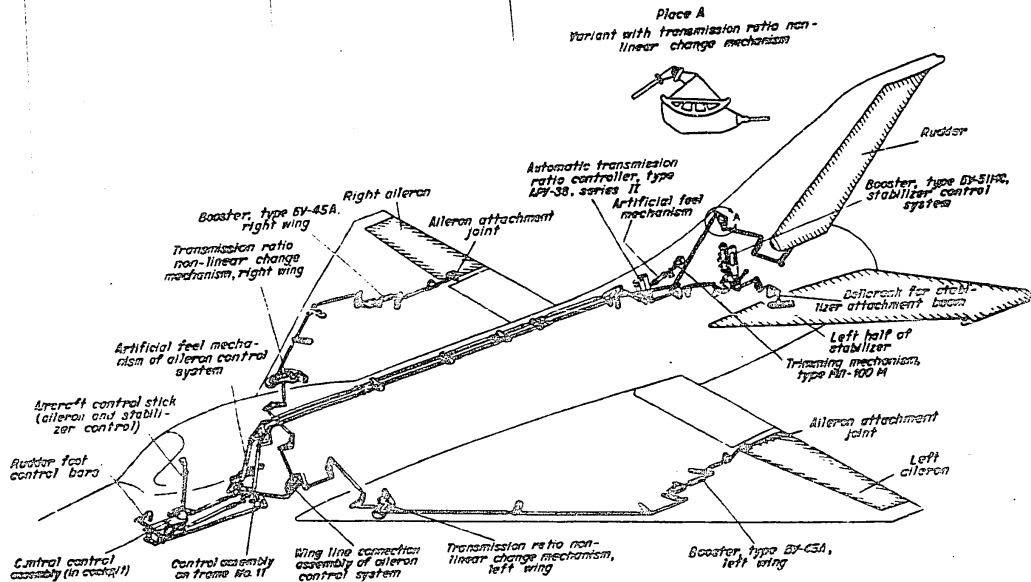 Place A
Variant with transmission ratio non-
linear change mechanism
Rudder
Automatic transmission
ratio controller, type
АРУ-3В, series II
Artificial feel
mechanism
Booster, type БУ-51МС,
stabilizer control
system
A
Right aileron
Booster, type БУ-45А,
right wing
Aileron attachment
joint
Transmission ratio
non-linear change
mechanism, right wing
Bellcrank for stabi-
lizer attachment beam
Left half of
stabilizer
Trimming mechanism,
type МП-100 М
Artificial feel mecha-
nism of aileron control
system
Aircraft control stick
(aileron and stabili-
zer control)
Rudder foot
control bars
Aileron attachment
joint
Left
aileron
Central control
assembly (in cockpit)
Control assembly
on frame No. 11
Wing line connection
assembly of aileron
control system
Transmission ratio non-
linear change mechanism,
left wing
Booster, type БУ-45А,
left wing